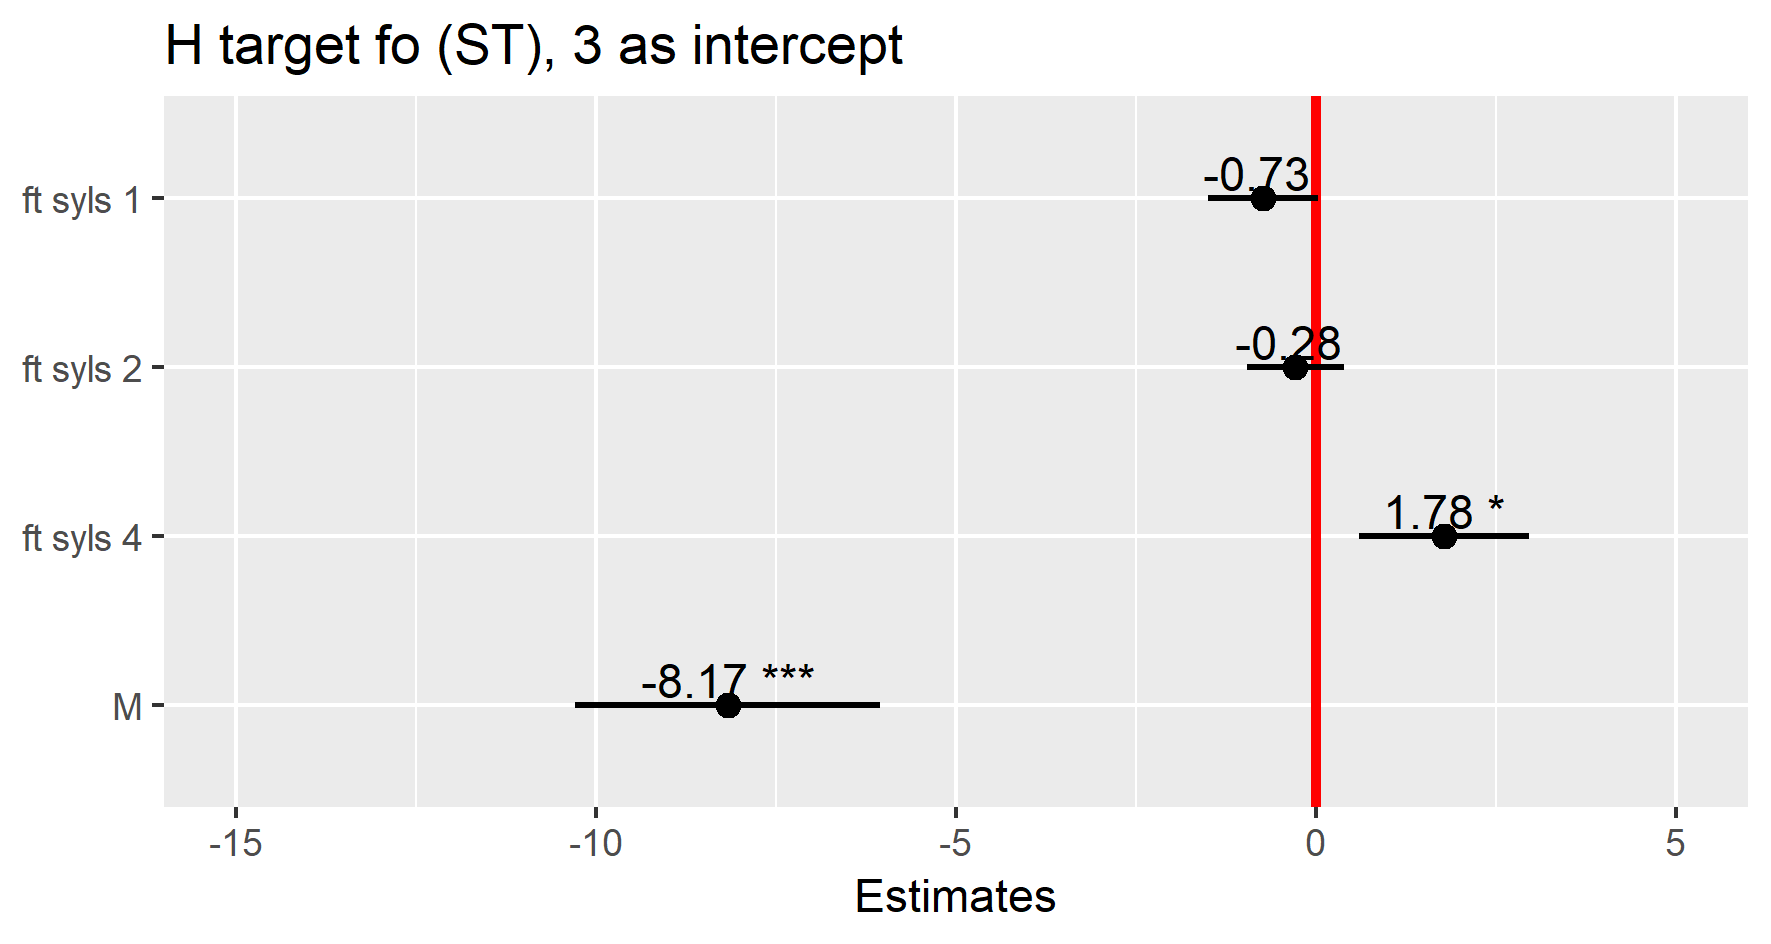 H target fo (ST), 3 as intercept
ft syls 1
-0.73
ft syls 2
-0.28
ft syls 4
1.78 *
M
-8.17 ***
-15 -10 -5 0 5
Estimates